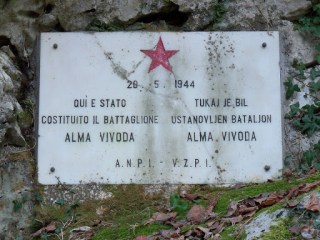 29 · 5 · 1944
QUI E STATO TUKAJ JE BIL
COSTITUITO IL BATTAGLIONE USTANOVLJEN BATALJON
ALMA VIVODA ALMA VIVODA
A.N.P.I. - V.Z.P.I.